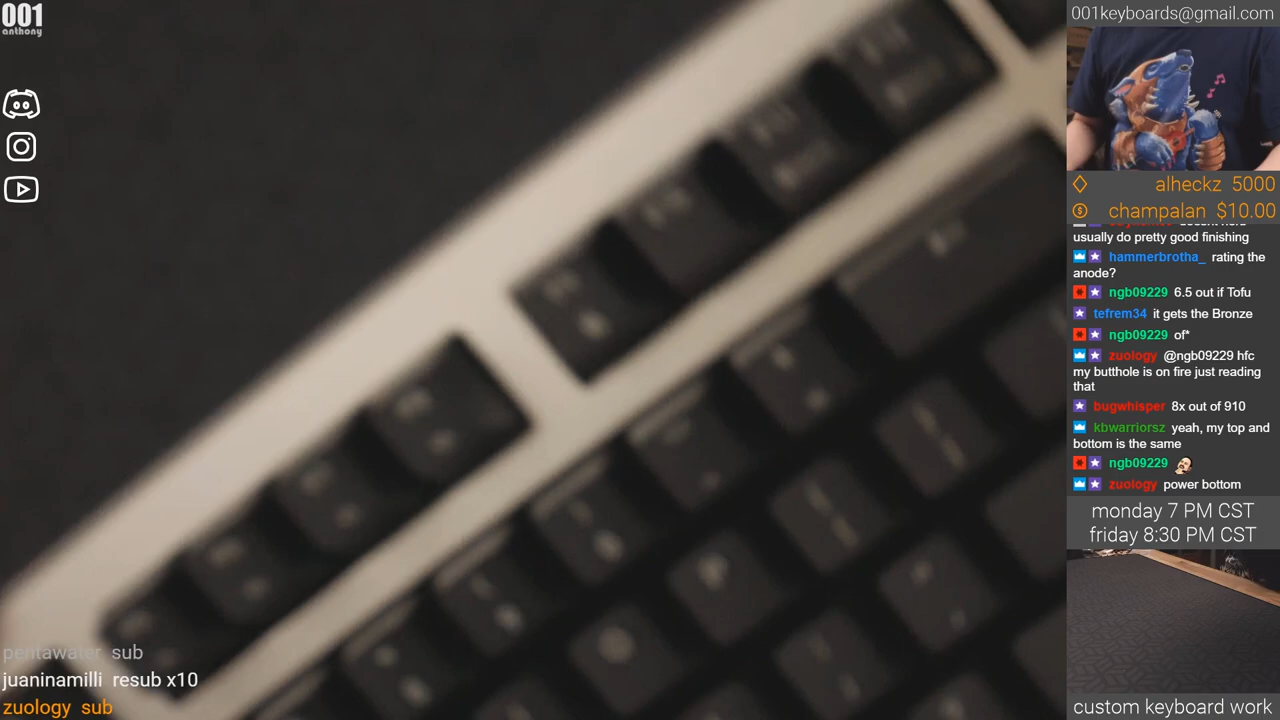 001
anthony
001keyboards@gmail.com
alheckz 5000
champalan $10.00
usually do pretty good finishing
hammerbrotha_ rating the
anode?
ngb09229 6.5 out if Tofu
tefrem34 it gets the Bronze
ngb09229 of*
zuology @ngb09229 hfc
my butthole is on fire just reading
that
bugwhisper 8x out of 910
kbwarriorsz yeah, my top and
bottom is the same
ngb09229
zuology power bottom
monday 7 PM CST
friday 8:30 PM CST
custom keyboard work
pentawater sub
juaninamilli resub x10
zuology sub